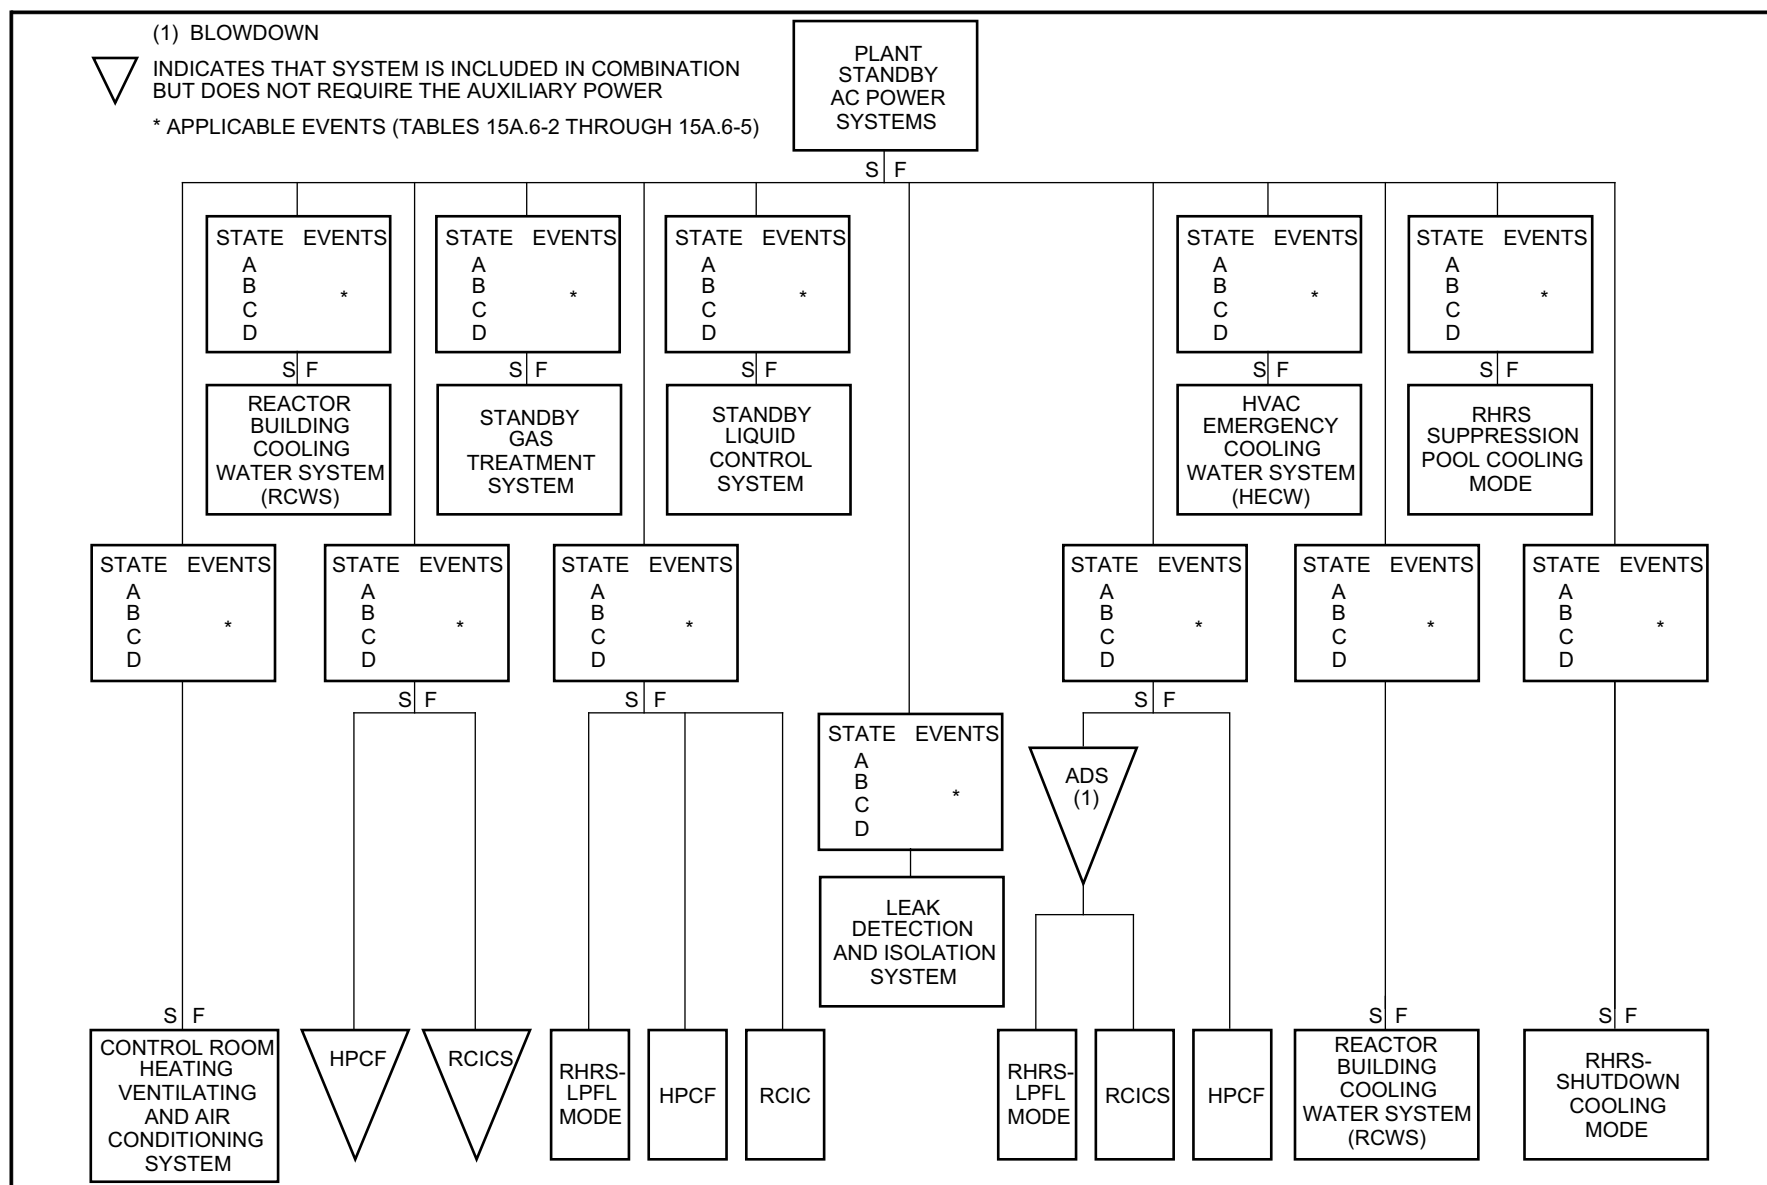 (1) BLOWDOWN
INDICATES THAT SYSTEM IS INCLUDED IN COMBINATION
BUT DOES NOT REQUIRE THE AUXILIARY POWER
* APPLICABLE EVENTS (TABLES 15A.6-2 THROUGH 15A.6-5)
PLANT
STANDBY
AC POWER
SYSTEMS
S F
STATE EVENTS
A
B
*
C
D
S F
REACTOR
BUILDING
COOLING
WATER SYSTEM
(RCWS)
STATE EVENTS
A
B
*
C
D
S F
STANDBY
GAS
TREATMENT
SYSTEM
STATE EVENTS
A
B
*
C
D
S F
STANDBY
LIQUID
CONTROL
SYSTEM
STATE EVENTS
A
B
*
C
D
S F
HVAC
EMERGENCY
COOLING
WATER SYSTEM
(HECW)
STATE EVENTS
A
B
*
C
D
S F
RHRS
SUPPRESSION
POOL COOLING
MODE
STATE EVENTS
A
B
*
C
D
S F
CONTROL ROOM
HEATING
VENTILATING
AND AIR
CONDITIONING
SYSTEM
STATE EVENTS
A
B
*
C
D
S F
HPCF
RCICS
STATE EVENTS
A
B
*
C
D
S F
RHRS-
LPFL
MODE
HPCF
RCIC
STATE EVENTS
A
B
*
C
D
LEAK
DETECTION
AND ISOLATION
SYSTEM
STATE EVENTS
A
B
*
C
D
S F
ADS
(1)
RHRS-
LPFL
MODE
RCICS
HPCF
STATE EVENTS
A
B
*
C
D
S F
REACTOR
BUILDING
COOLING
WATER SYSTEM
(RCWS)
STATE EVENTS
A
B
*
C
D
S F
RHRS-
SHUTDOWN
COOLING
MODE